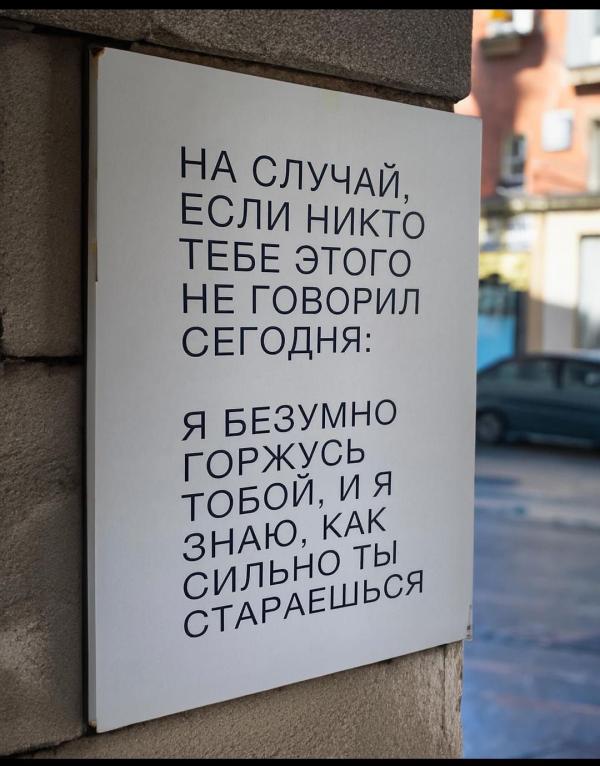 НА СЛУЧАЙ,
ЕСЛИ НИКТО
ТЕБЕ ЭТОГО
НЕ ГОВОРИЛ
СЕГОДНЯ:
Я БЕЗУМНО
ГОРЖУСЬ
ТОБОЙ, И Я
ЗНАЮ, КАК
СИЛЬНО ТЫ
СТАРАЕШЬСЯ